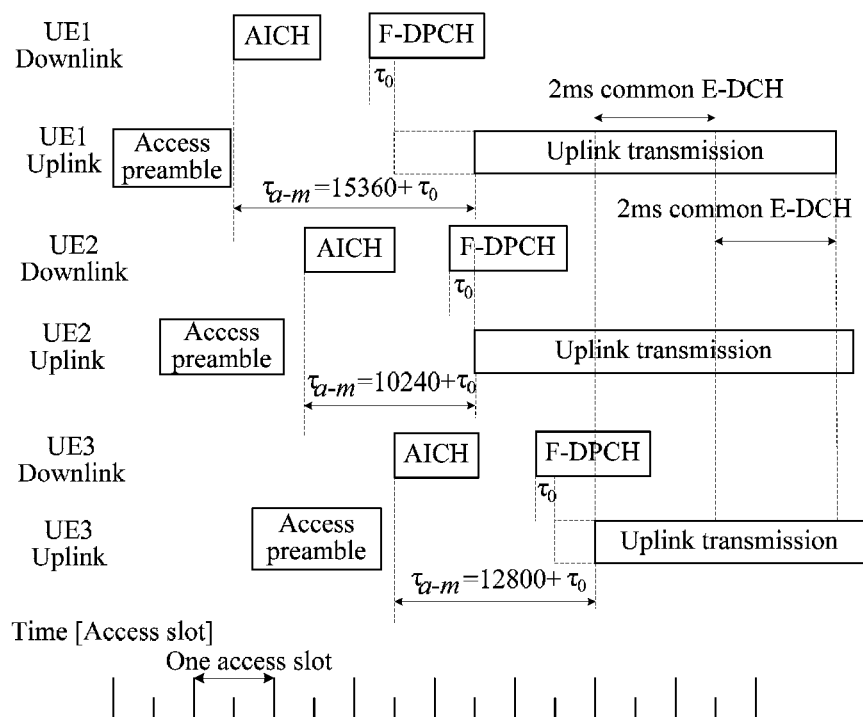 UE1
Downlink
AICH
F-DPCH
τ0
2ms common E-DCH
UE1
Uplink
Access
preamble
Uplink transmission
τa-m=15360+ τ0
2ms common E-DCH
UE2
Downlink
AICH
F-DPCH
τ0
UE2
Uplink
Access
preamble
Uplink transmission
τa-m=10240+τ0
UE3
Downlink
AICH
F-DPCH
τ0
UE3
Uplink
Access
preamble
Uplink transmission
τa-m=12800+ τ0
Time [Access slot]
One access slot